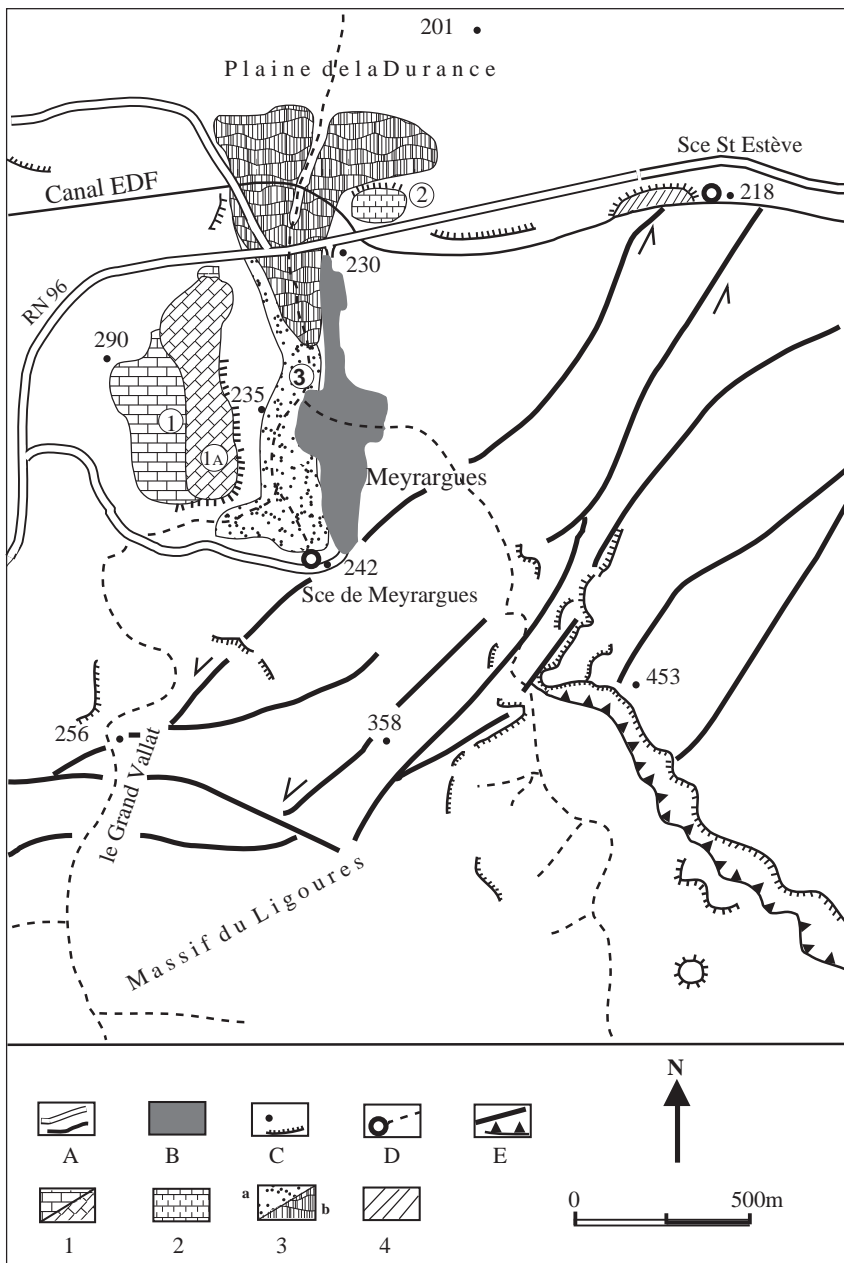 201
Plaine de la Durance
Sce St Estève
Canal EDF
2
218
230
RN 96
290
3
235
1
1A
Meyrargues
242
Sce de Meyrargues
453
256
358
le Grand Vallat
Massif du Ligoures
N
A B C D E
a b
0 500m
1 2 3 4